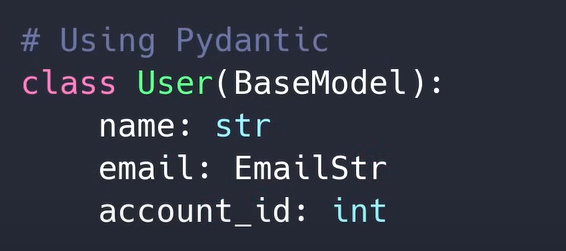 # Using Pydantic
class User(BaseModel):
    name: str
    email: EmailStr
    account_id: int